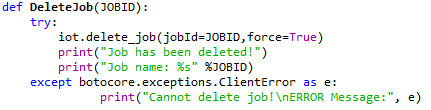 def DeleteJob(JOBID):
    try:
        iot.delete_job(jobId=JOBID,force=True)
        print("Job has been deleted!")
        print("Job name: %s" %JOBID)
    except botocore.exceptions.ClientError as e:
            print("Cannot delete job!\nERROR Message:", e)